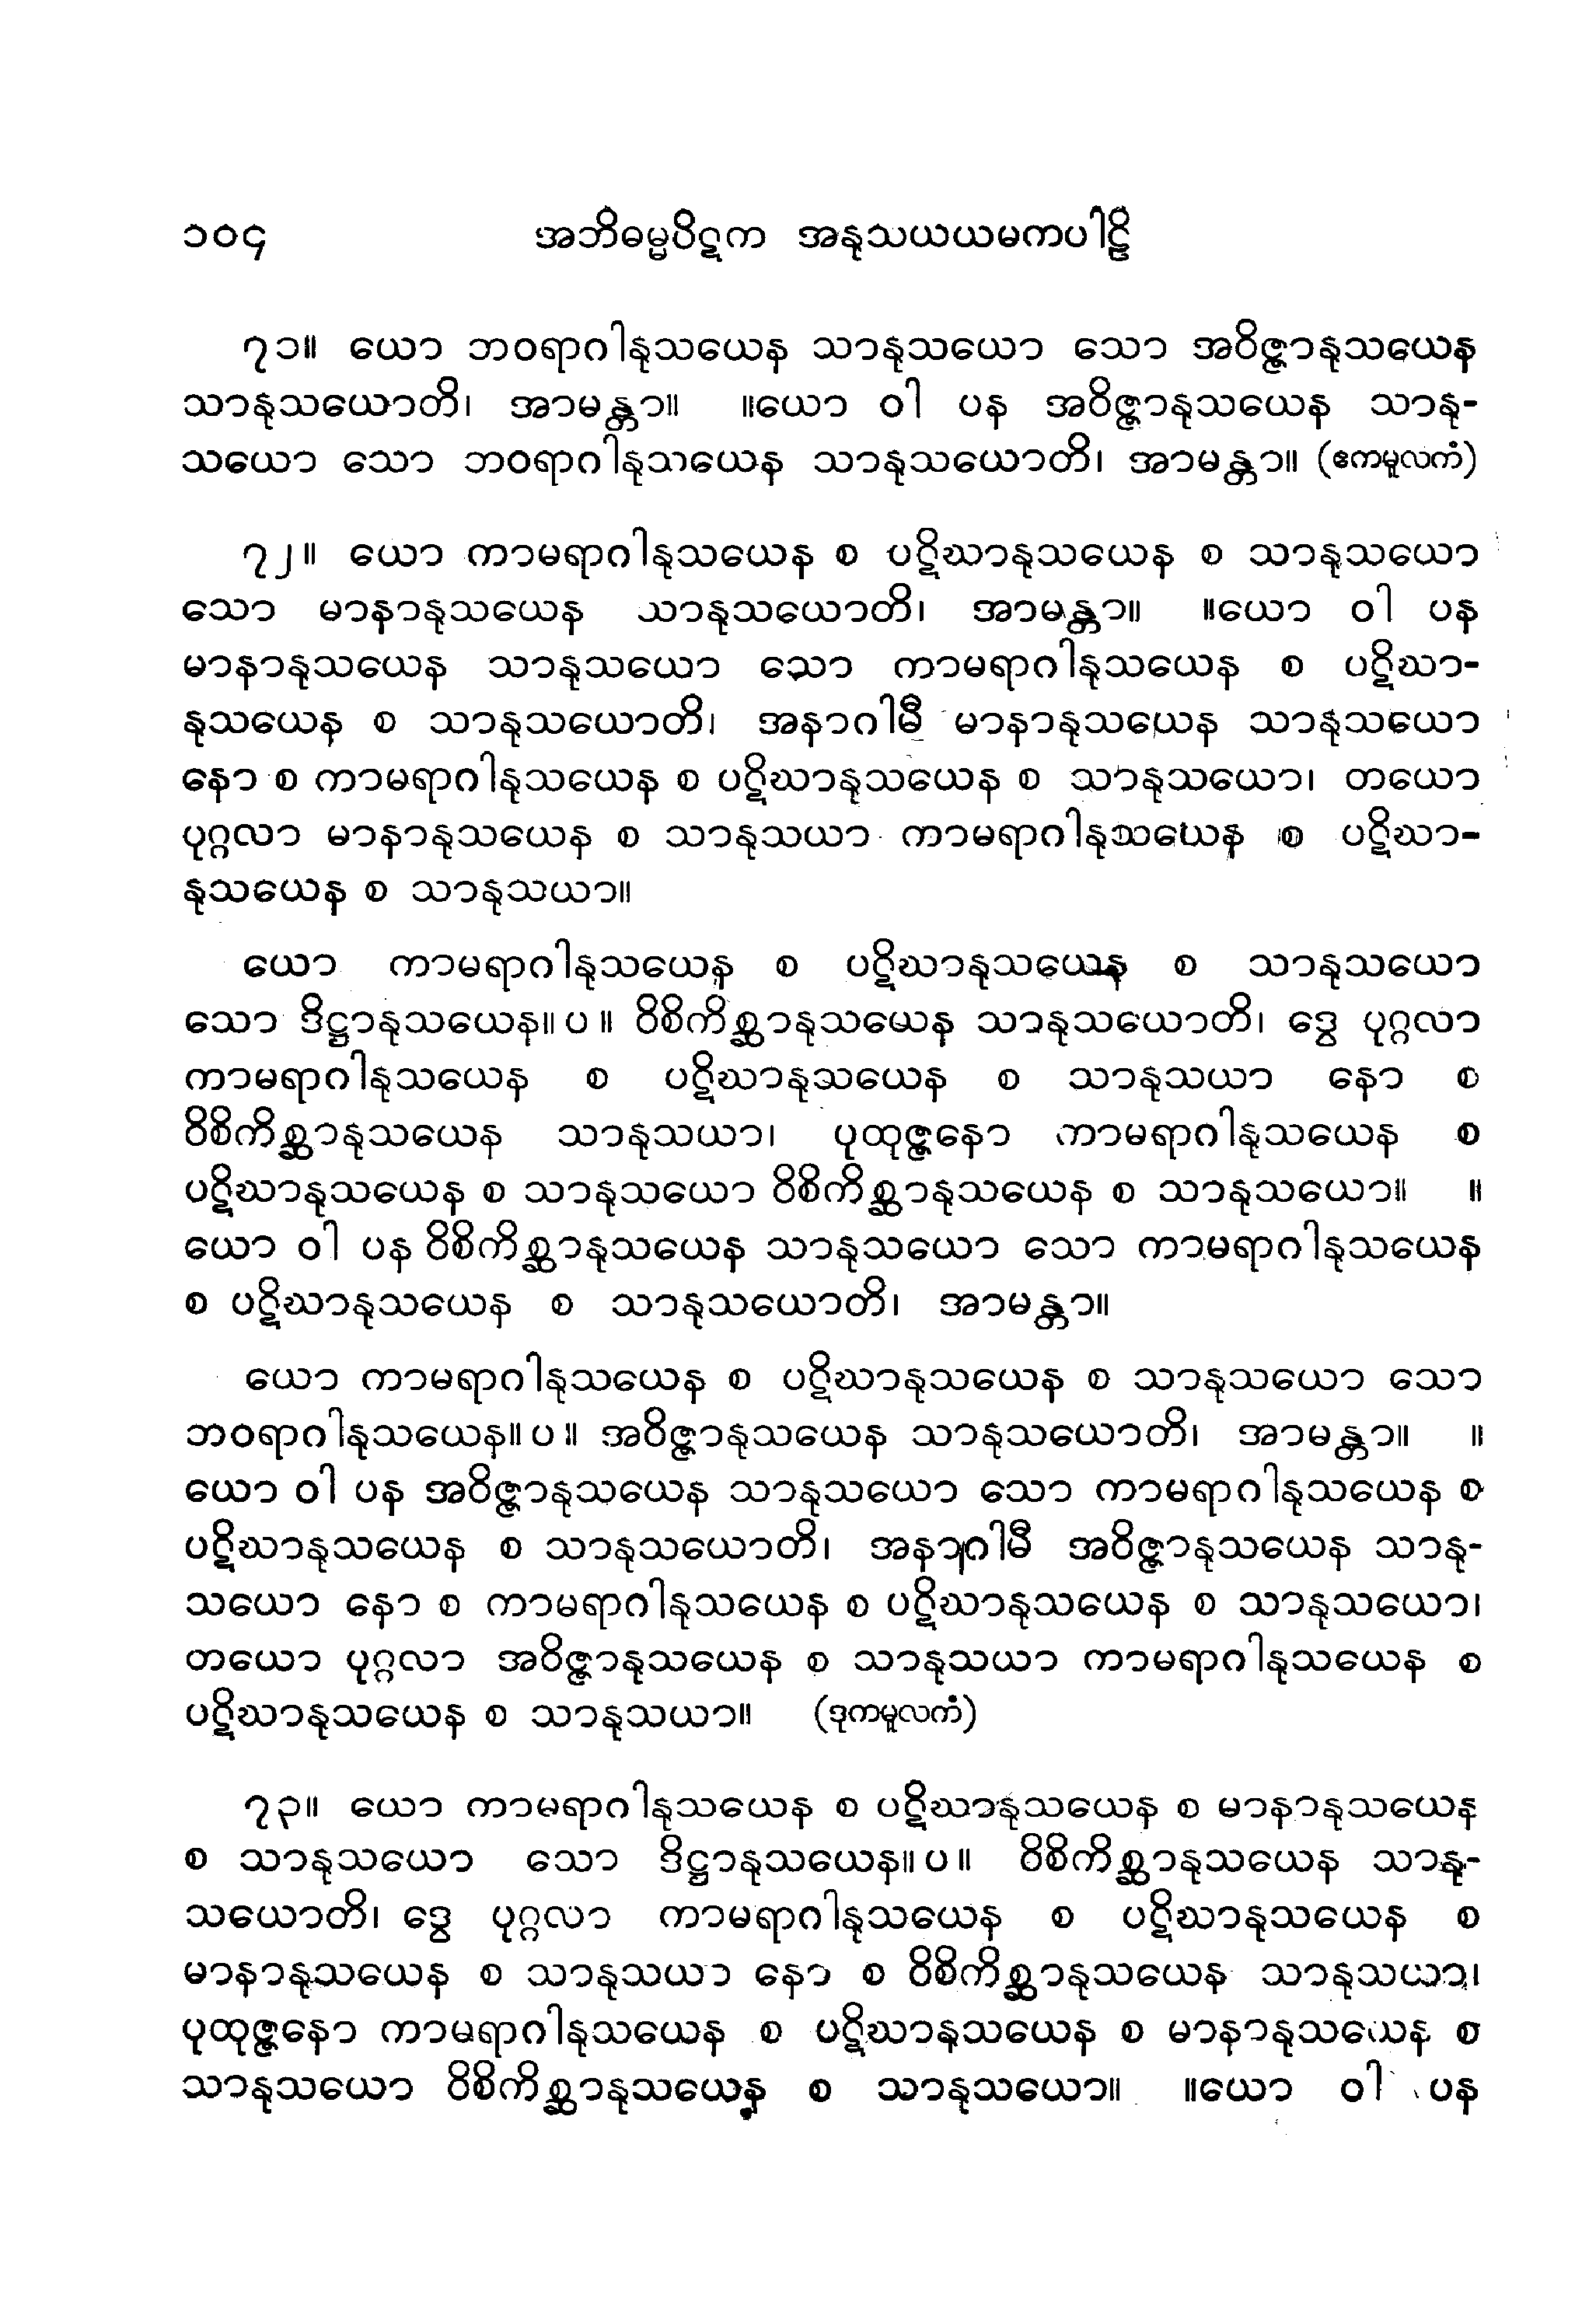 ၁၀၄ အဘိဓမ္မပိဋက အနုသယယမကပါဠိ
၇၁။ ယော ဘဝရာဂါနုသယေန သာနုသယော သော အဝိဇ္ဇာနုသယေန
သာနုသယောတိ၊ အာမန္တာ။ ။ယော ဝါ ပန အဝိဇ္ဇာနုသယေန သာနု-
သယော သော ဘဝရာဂါနုသယေန သာနုသယောတိ၊ အာမန္တာ။ (ဧကမူလကံ)
၇၂။ ယော ကာမရာဂါနုသယေန စ ပဋိဃာနုသယေန စ သာနုသယော
သော မာနာနုသယေန သာနုသယောတိ၊ အာမန္တာ။ ။ယော ဝါ ပန
မာနာနုသယေန သာနုသယော သော ကာမရာဂါနုသယေန စ ပဋိဃာ-
နုသယေန စ သာနုသယောတိ၊ အနာဂါမီ မာနာနုသယေန သာနုသယော
နော စ ကာမရာဂါနုသယေန စ ပဋိဃာနုသယေန စ သာနုသယော၊ တယော
ပုဂ္ဂလာ မာနာနုသယေန စ သာနုသယာ ကာမရာဂါနုသယေန စ ပဋိဃာ-
နုသယေန စ သာနုသယာ။
ယော ကာမရာဂါနုသယေန စ ပဋိဃာနုသယေန စ သာနုသယော
သော ဒိဋ္ဌာနုသယေန။ ပ ။ ဝိစိကိစ္ဆာနုသယေန သာနုသယောတိ၊ ဒွေ ပုဂ္ဂလာ
ကာမရာဂါနုသယေန စ ပဋိဃာနုသယေန စ သာနုသယာ နော စ
ဝိစိကိစ္ဆာနုသယေန သာနုသယာ၊ ပုထုဇ္ဇနော ကာမရာဂါနုသယေန စ
ပဋိဃာနုသယေန စ သာနုသယော ဝိစိကိစ္ဆာနုသယေန စ သာနုသယော။ ။
ယော ဝါ ပန ဝိစိကိစ္ဆာနုသယေန သာနုသယော သော ကာမရာဂါနုသယေန
စ ပဋိဃာနုသယေန စ သာနုသယောတိ၊ အာမန္တာ။
ယော ကာမရာဂါနုသယေန စ ပဋိဃာနုသယေန စ သာနုသယော သော
ဘဝရာဂါနုသယေန။ ပ ။ အဝိဇ္ဇာနုသယေန သာနုသယောတိ၊ အာမန္တာ။ ။
ယော ဝါ ပန အဝိဇ္ဇာနုသယေန သာနုသယော သော ကာမရာဂါနုသယေန စ
ပဋိဃာနုသယေန စ သာနုသယောတိ၊ အနာဂါမီ အဝိဇ္ဇာနုသယေန သာနု-
သယော နော စ ကာမရာဂါနုသယေန စ ပဋိဃာနုသယေန စ သာနုသယော၊
တယော ပုဂ္ဂလာ အဝိဇ္ဇာနုသယေန စ သာနုသယာ ကာမရာဂါနုသယေန စ
ပဋိဃာနုသယေန စ သာနုသယာ။ (ဒုကမူလကံ)
၇၃။ ယော ကာမရာဂါနုသယေန စ ပဋိဃာနုသယေန စ မာနာနုသယေန
စ သာနုသယော သော ဒိဋ္ဌာနုသယေန။ ပ ။ ဝိစိကိစ္ဆာနုသယေန သာနု-
သယောတိ၊ ဒွေ ပုဂ္ဂလာ ကာမရာဂါနုသယေန စ ပဋိဃာနုသယေန စ
မာနာနုသယေန စ သာနုသယာ နော စ ဝိစိကိစ္ဆာနုသယေန သာနုသယာ၊
ပုထုဇ္ဇနော ကာမရာဂါနုသယေန စ ပဋိဃာနုသယေန စ မာနာနုသယေန စ
သာနုသယော ဝိစိကိစ္ဆာနုသယေန စ သာနုသယော။ ။ယော ဝါ ပန